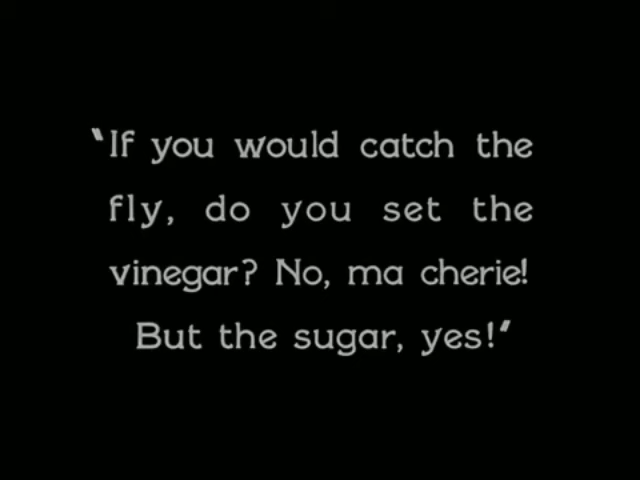 "If you would catch the
fly, do you set the
vinegar? No, ma cherie!
But the sugar, yes!"